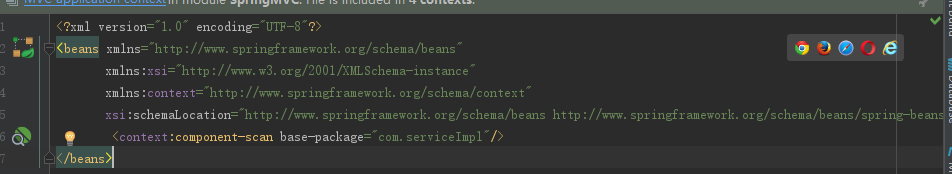 MVC application context in module SpringMVC. File is included in 4 contexts.
1 <?xml version="1.0" encoding="UTF-8"?>
2 <beans xmlns="http://www.springframework.org/schema/beans"
3 xmlns:xsi="http://www.w3.org/2001/XMLSchema-instance"
4 xmlns:context="http://www.springframework.org/schema/context"
5 xsi:schemaLocation="http://www.springframework.org/schema/beans http://www.springframework.org/schema/beans/spring-beans
6 <context:component-scan base-package="com.serviceImpl"/>
7 </beans>